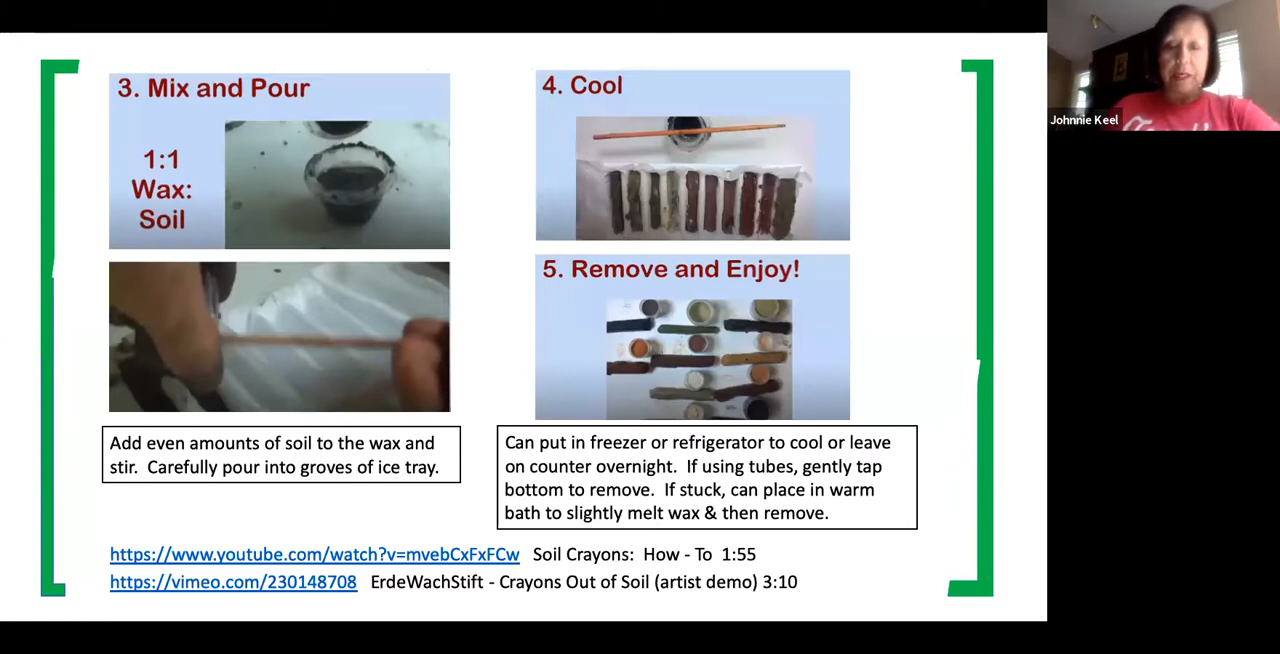 3. Mix and Pour
1:1
Wax:
Soil
Add even amounts of soil to the wax and
stir. Carefully pour into groves of ice tray.
4. Cool
5. Remove and Enjoy!
Can put in freezer or refrigerator to cool or leave
on counter overnight. If using tubes, gently tap
bottom to remove. If stuck, can place in warm
bath to slightly melt wax & then remove.
https://www.youtube.com/watch?v=mvebCxFxFCw Soil Crayons: How - To 1:55
https://vimeo.com/230148708 ErdeWachStift - Crayons Out of Soil (artist demo) 3:10
Johnnie Keel